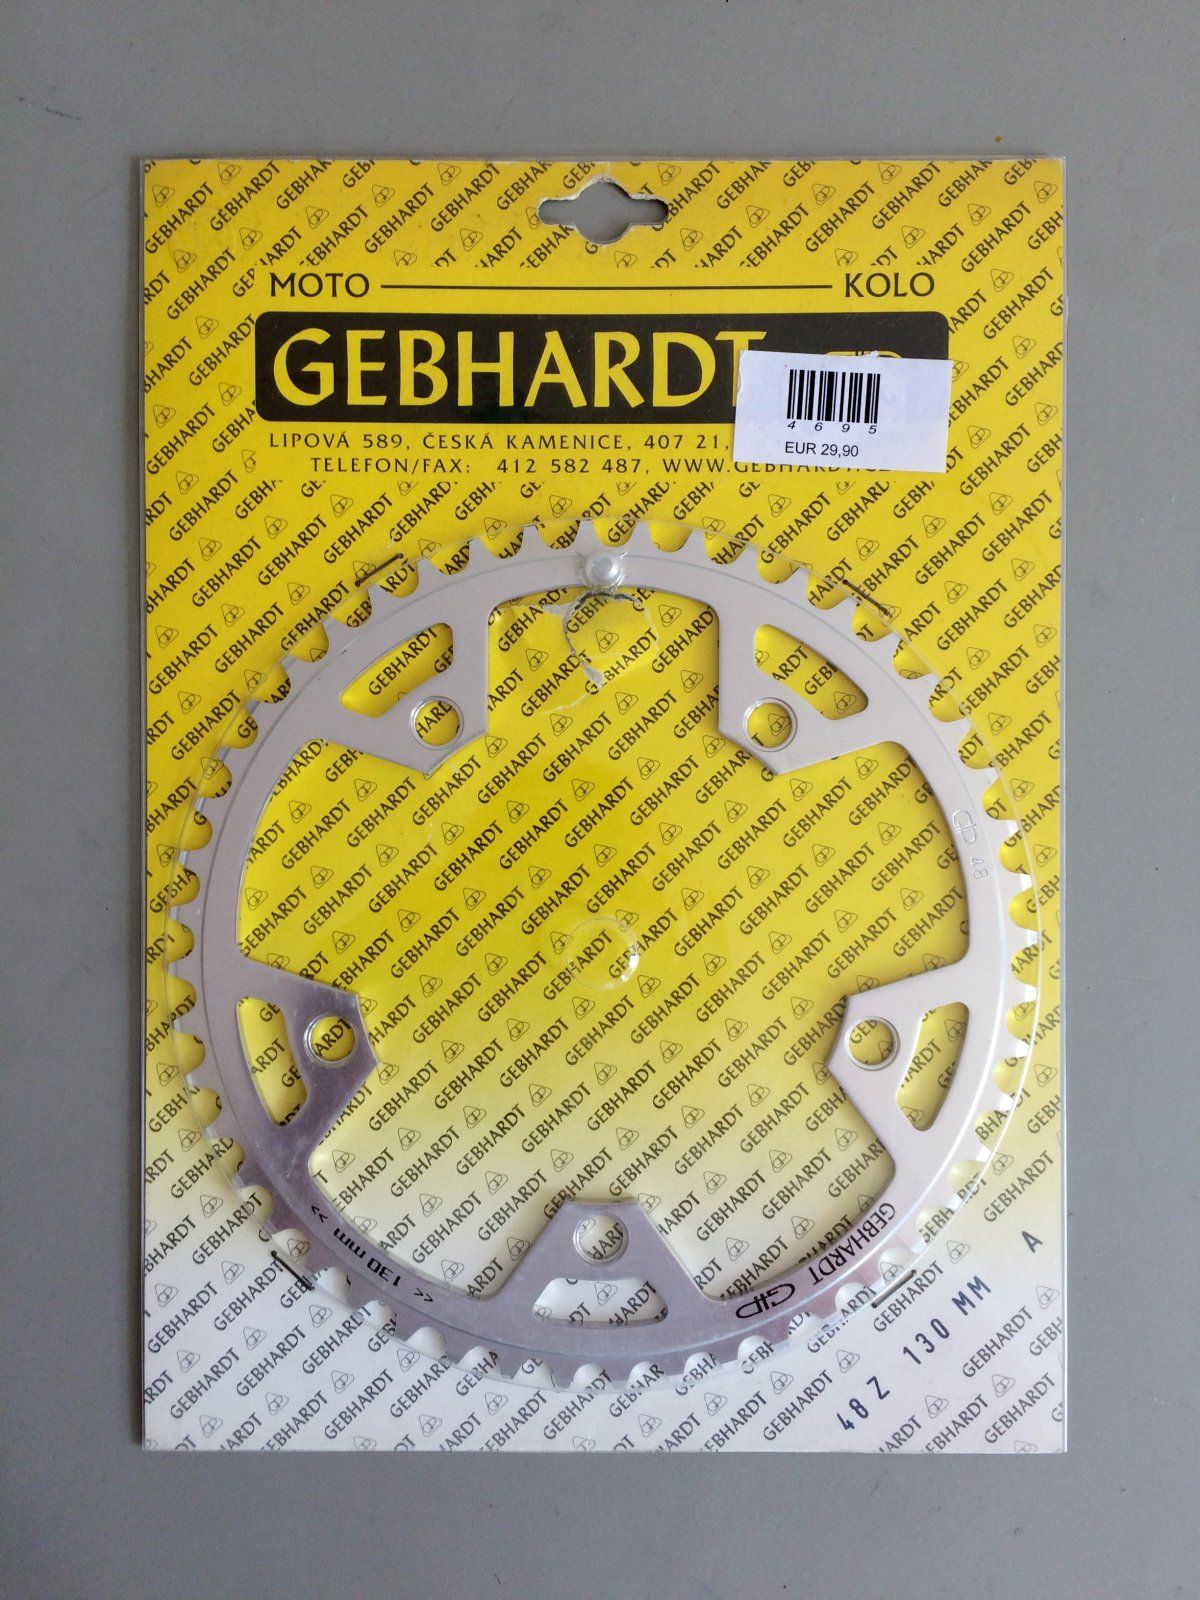 MOTO KOLO
GEBHARDT
4695
EUR 29,90
LIPOVÁ 589, ČESKÁ KAMENICE, 407 21,
TELEFON/FAX: 412 582 487, WWW.GEBHARDT.CZ
48
<< 130 mm >>
GEBHARDT
48 Z 130 MM A